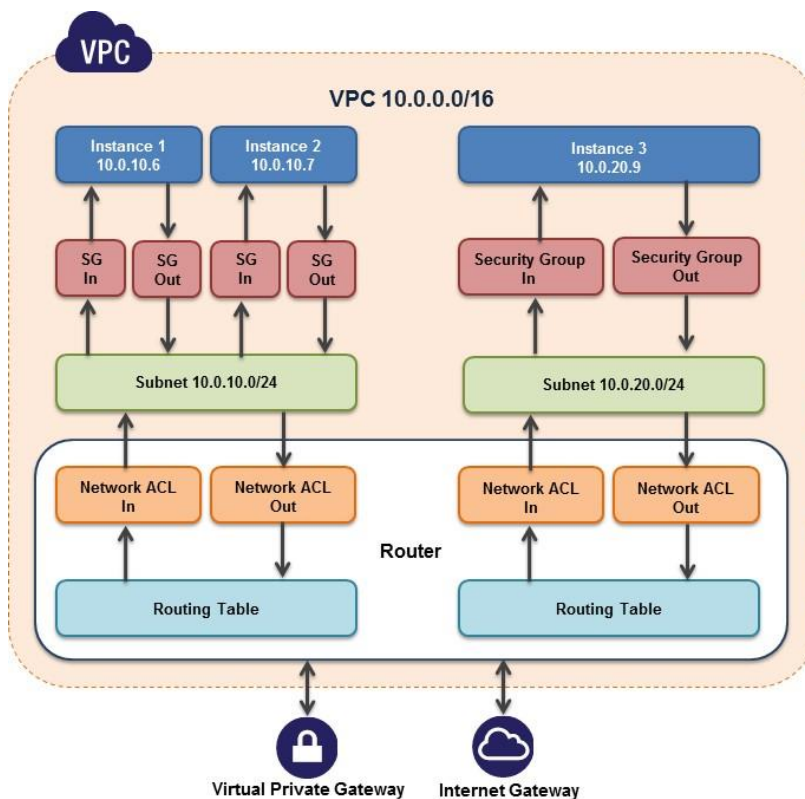 VPC
VPC 10.0.0.0/16
Instance 1
10.0.10.6
Instance 2
10.0.10.7
Instance 3
10.0.20.9
SG
In
SG
Out
SG
In
SG
Out
Security Group
In
Security Group
Out
Subnet 10.0.10.0/24
Subnet 10.0.20.0/24
Network ACL
In
Network ACL
Out
Network ACL
In
Network ACL
Out
Router
Routing Table
Routing Table
Virtual Private Gateway
Internet Gateway